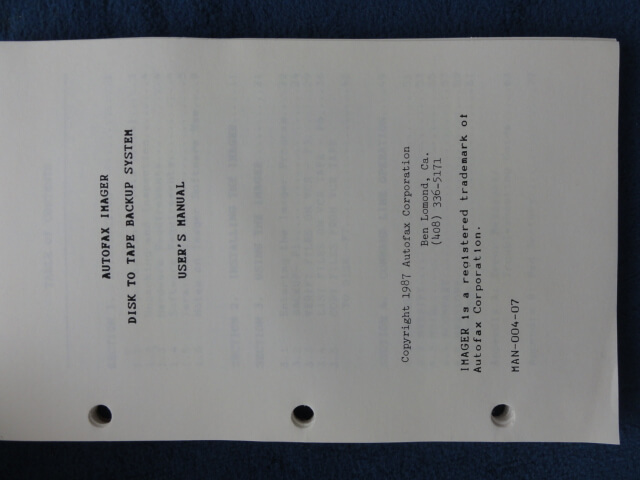 AUTOFAX IMAGER
DISK TO TAPE BACKUP SYSTEM
USER'S MANUAL
Copyright 1987 Autofax Corporation
Ben Lomond, Ca.
(408) 336-5171
IMAGER is a registered trademark of
Autofax Corporation.
MAN-004-07